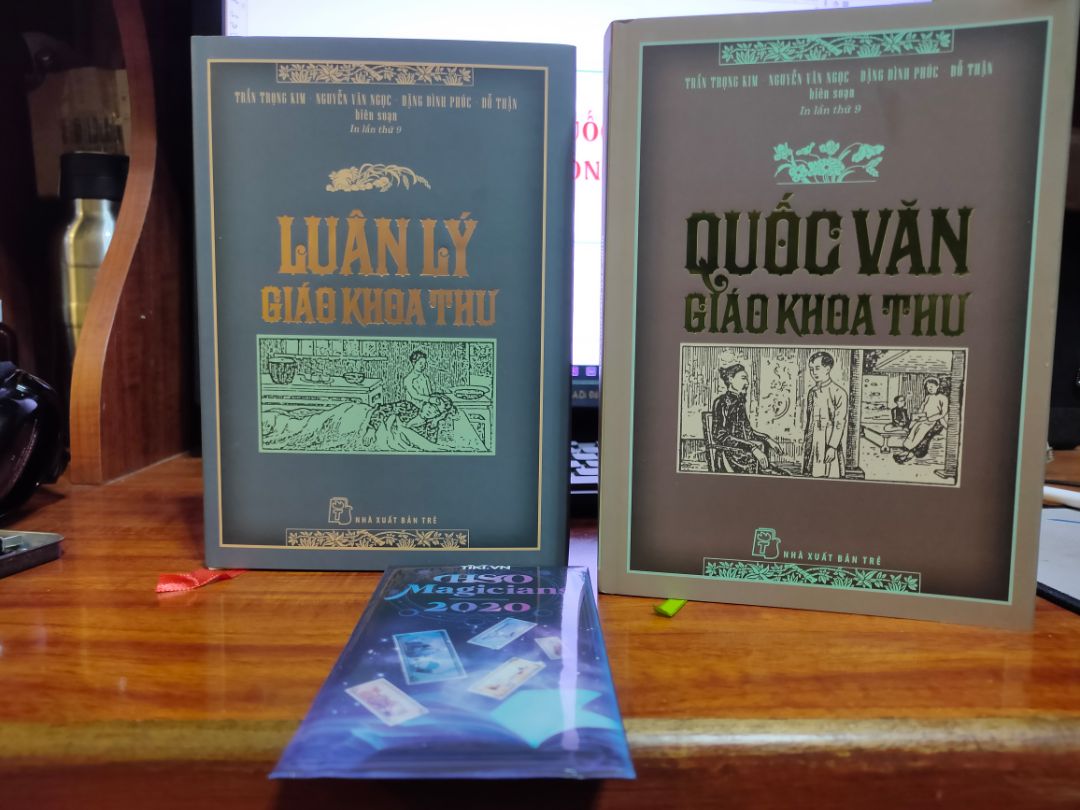 TRẦN TRỌNG KIM · NGUYỄN VĂN NGỌC · ĐẶNG ĐÌNH PHÚC · ĐỖ THẬN
biên soạn
In lần thứ 9
LUÂN LÝ
GIÁO KHOA THƯ
NHÀ XUẤT BẢN TRẺ
TRẦN TRỌNG KIM · NGUYỄN VĂN NGỌC · ĐẶNG ĐÌNH PHÚC · ĐỖ THẬN
biên soạn
In lần thứ 9
QUỐC VĂN
GIÁO KHOA THƯ
NHÀ XUẤT BẢN TRẺ
TIKI.VN
Magicians
2020